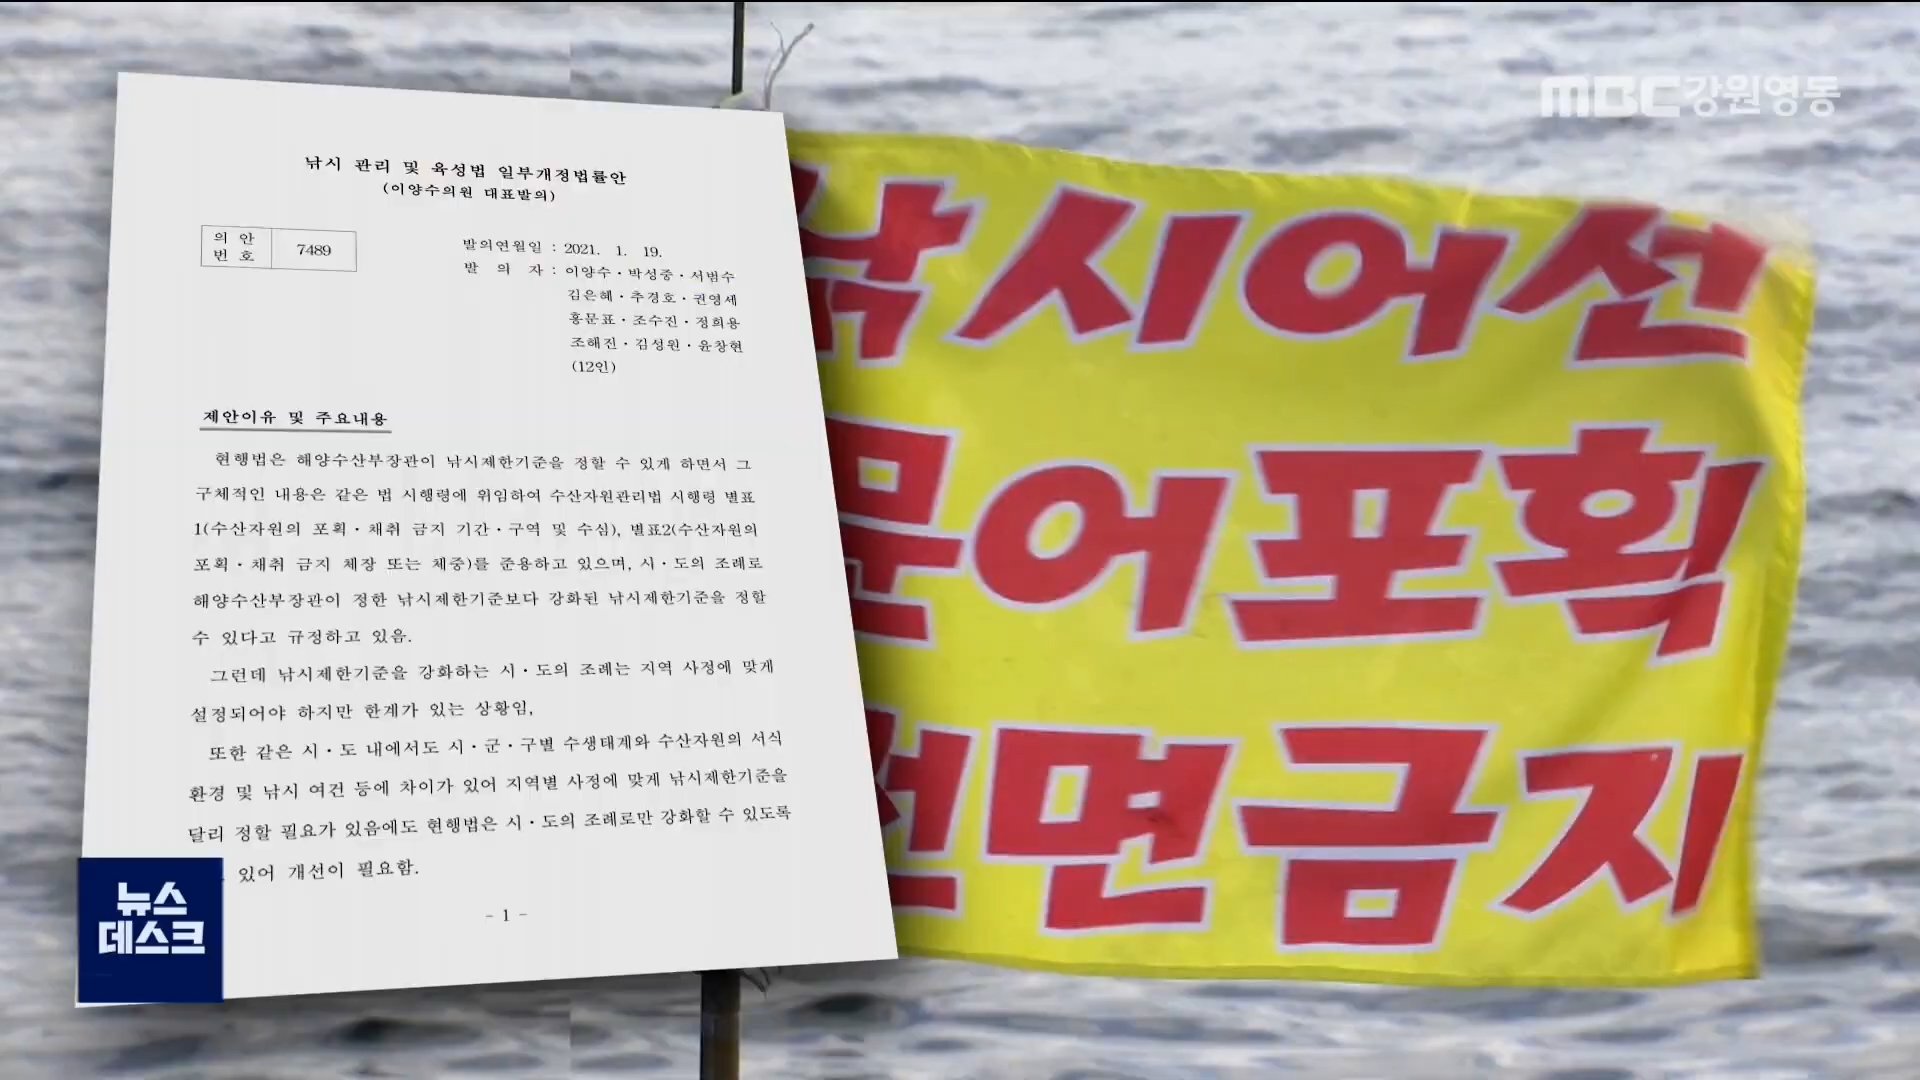 MBC강원영동
낚시 관리 및 육성법 일부개정법률안
(이양수의원 대표발의)
의 안
번 호
7489
발의연월일 : 2021. 1. 19.
발 의 자 : 이양수·박성중·서범수
김은혜·추경호·권영세
홍문표·조수진·정희용
조해진·김성원·윤창현
(12인)
제안이유 및 주요내용
현행법은 해양수산부장관이 낚시제한기준을 정할 수 있게 하면서 그
구체적인 내용은 같은 법 시행령에 위임하여 수산자원관리법 시행령 별표
1(수산자원의 포획·채취 금지 기간·구역 및 수심), 별표2(수산자원의
포획·채취 금지 체장 또는 체중)를 준용하고 있으며, 시·도의 조례로
해양수산부장관이 정한 낚시제한기준보다 강화된 낚시제한기준을 정할
수 있다고 규정하고 있음.
그런데 낚시제한기준을 강화하는 시·도의 조례는 지역 사정에 맞게
설정되어야 하지만 한계가 있는 상황임,
또한 같은 시·도 내에서도 시·군·구별 수생태계와 수산자원의 서식
환경 및 낚시 여건 등에 차이가 있어 지역별 사정에 맞게 낚시제한기준을
달리 정할 필요가 있음에도 현행법은 시·도의 조례로만 강화할 수 있도록
있어 개선이 필요함.
- 1 -
낚시어선
문어포획
전면금지
뉴스
데스크